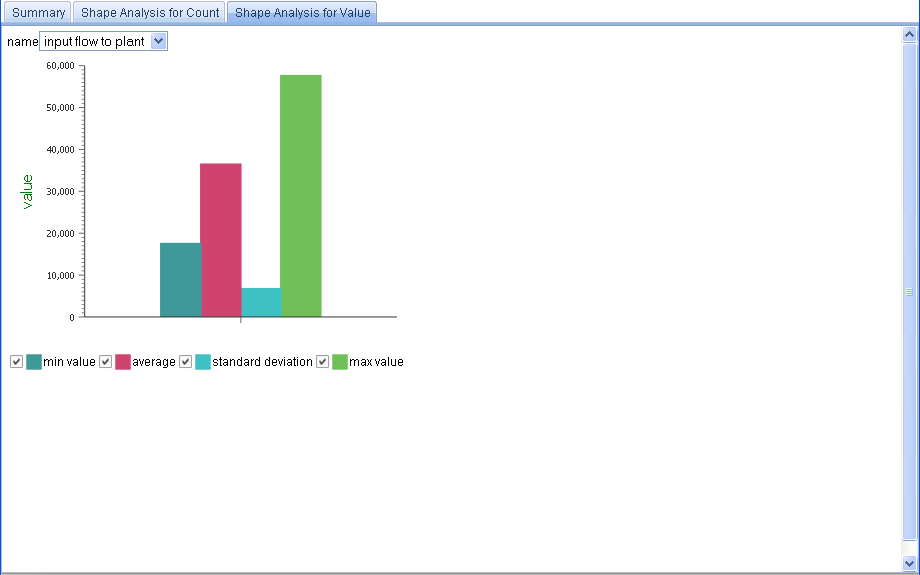 Summary Shape Analysis for Count Shape Analysis for Value
name input flow to plant
60,000
50,000
40,000
30,000
20,000
10,000
0
value
min value average standard deviation max value